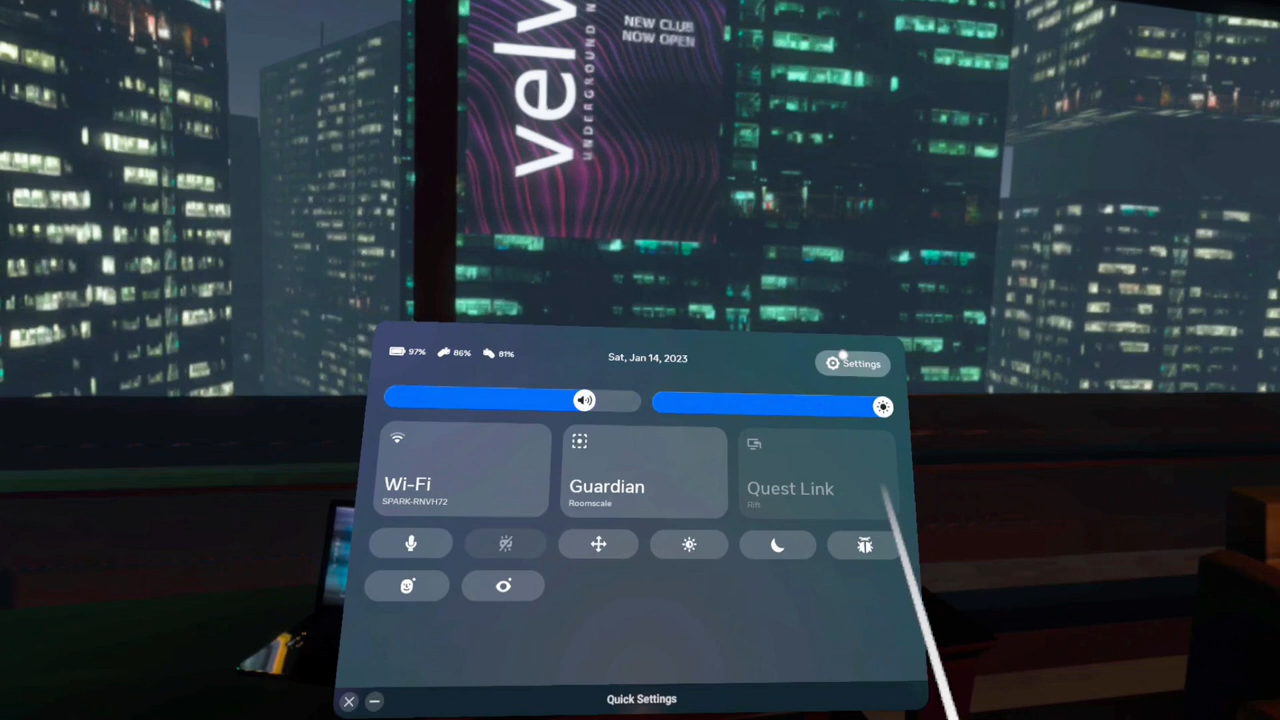 velv
UNDERGROUND N
NEW CLUB
NOW OPEN
97%
86%
81%
Sat, Jan 14, 2023
Settings
Wi-Fi
SPARK-RNVH72
Guardian
Roomscale
Quest Link
Rift
Quick Settings